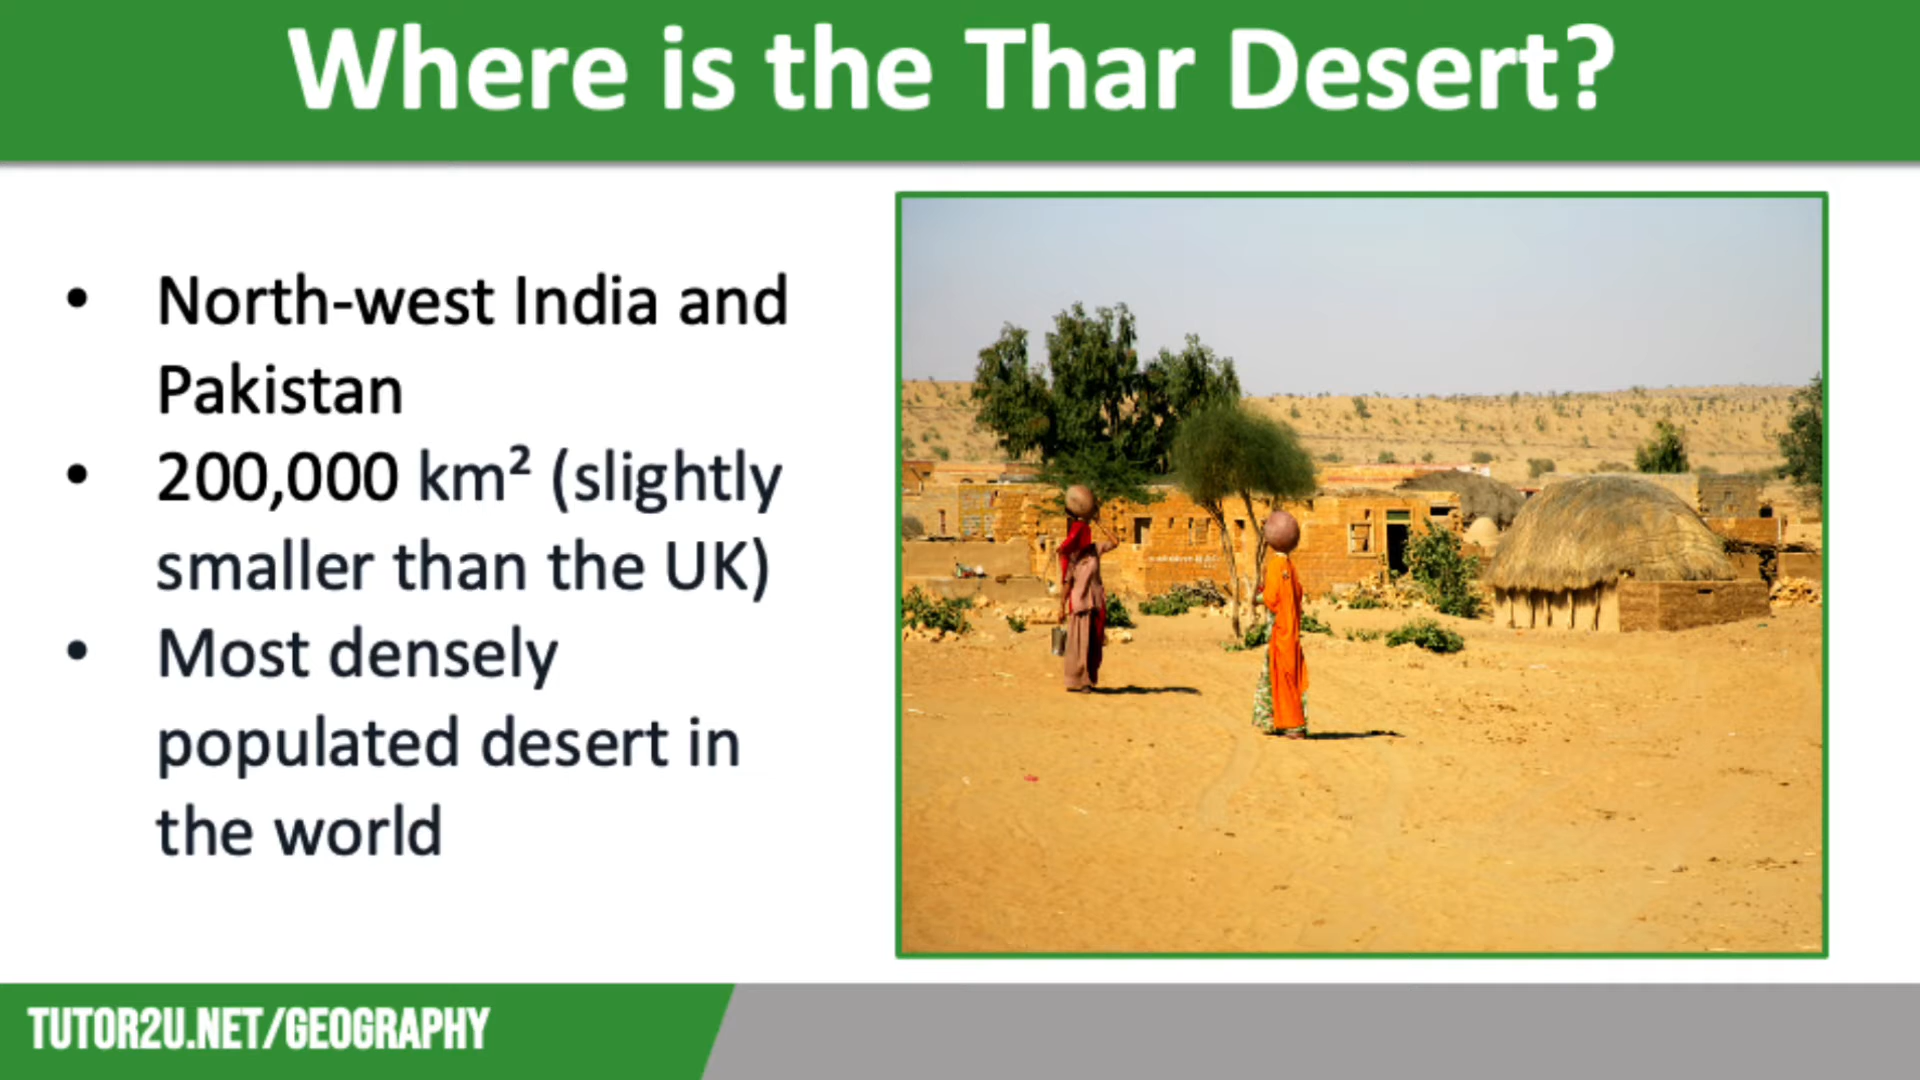 Where is the Thar Desert?
• North-west India and
Pakistan
• 200,000 km² (slightly
smaller than the UK)
• Most densely
populated desert in
the world
TUTOR2U.NET/GEOGRAPHY